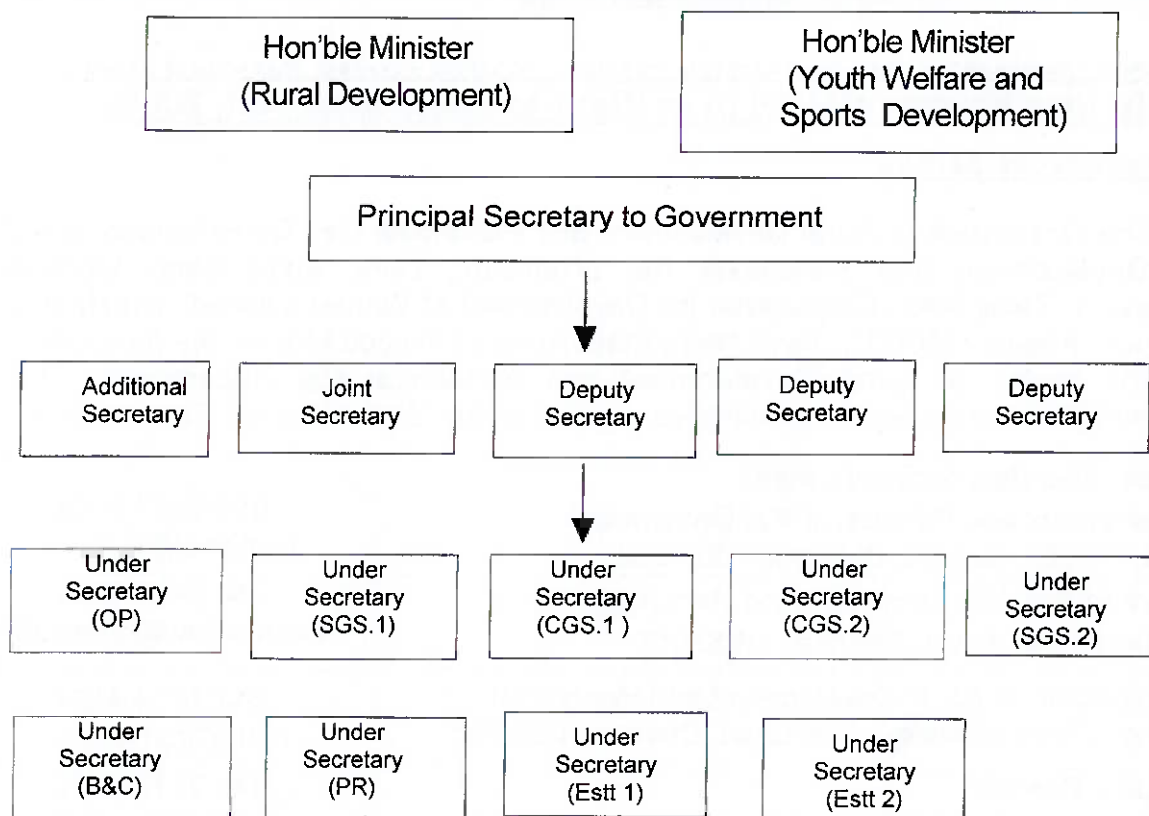 Hon'ble Minister
(Rural Development)
Hon'ble Minister
(Youth Welfare and
Sports Development)
Principal Secretary to Government
Additional
Secretary
Joint
Secretary
Deputy
Secretary
Deputy
Secretary
Deputy
Secretary
Under
Secretary
(OP)
Under
Secretary
(SGS.1)
Under
Secretary
(CGS.1 )
Under
Secretary
(CGS.2)
Under
Secretary
(SGS.2)
Under
Secretary
(B&C)
Under
Secretary
(PR)
Under
Secretary
(Estt 1)
Under
Secretary
(Estt 2)